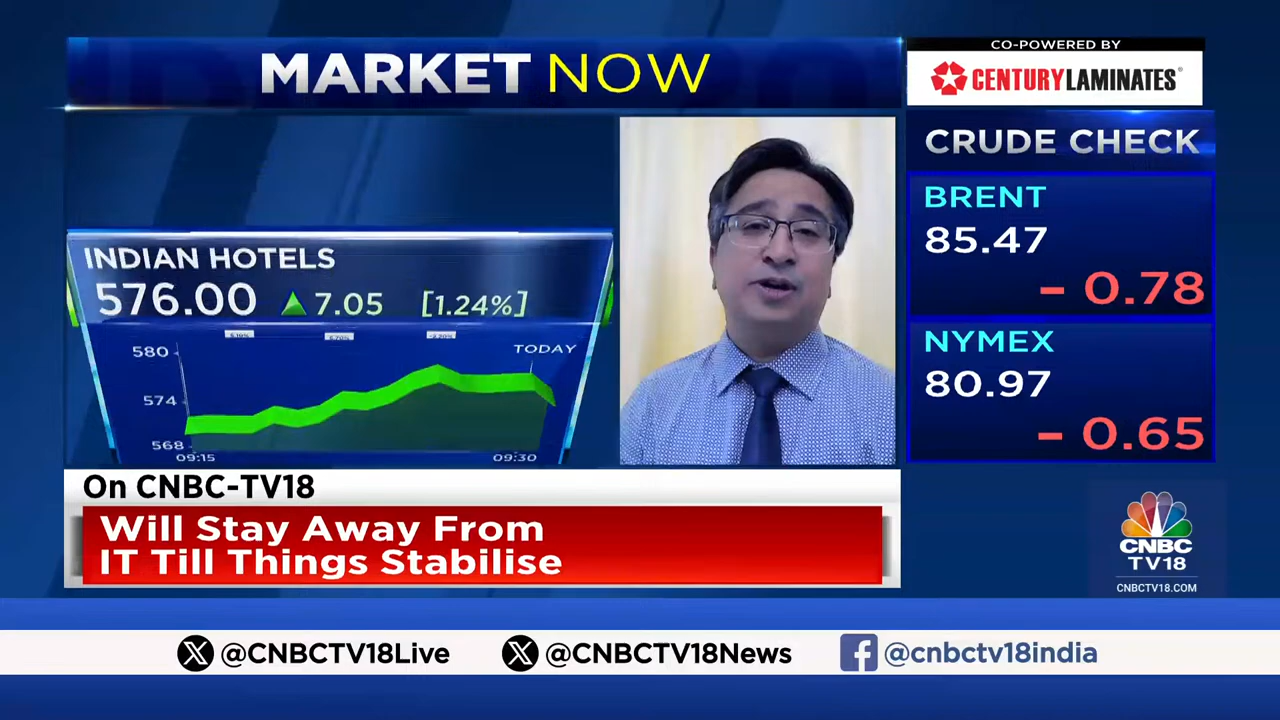 MARKET NOW
CO-POWERED BY
CENTURYLAMINATES®
CRUDE CHECK
BRENT
85.47
– 0.78
NYMEX
80.97
– 0.65
INDIAN HOTELS
576.00 ▲ 7.05 [1.24%]
TODAY
580
574
568
09:15 09:30
On CNBC-TV18
Will Stay Away From
IT Till Things Stabilise
CNBC
TV18
CNBCTV18.COM
X @CNBCTV18Live X @CNBCTV18News f @cnbctv18india